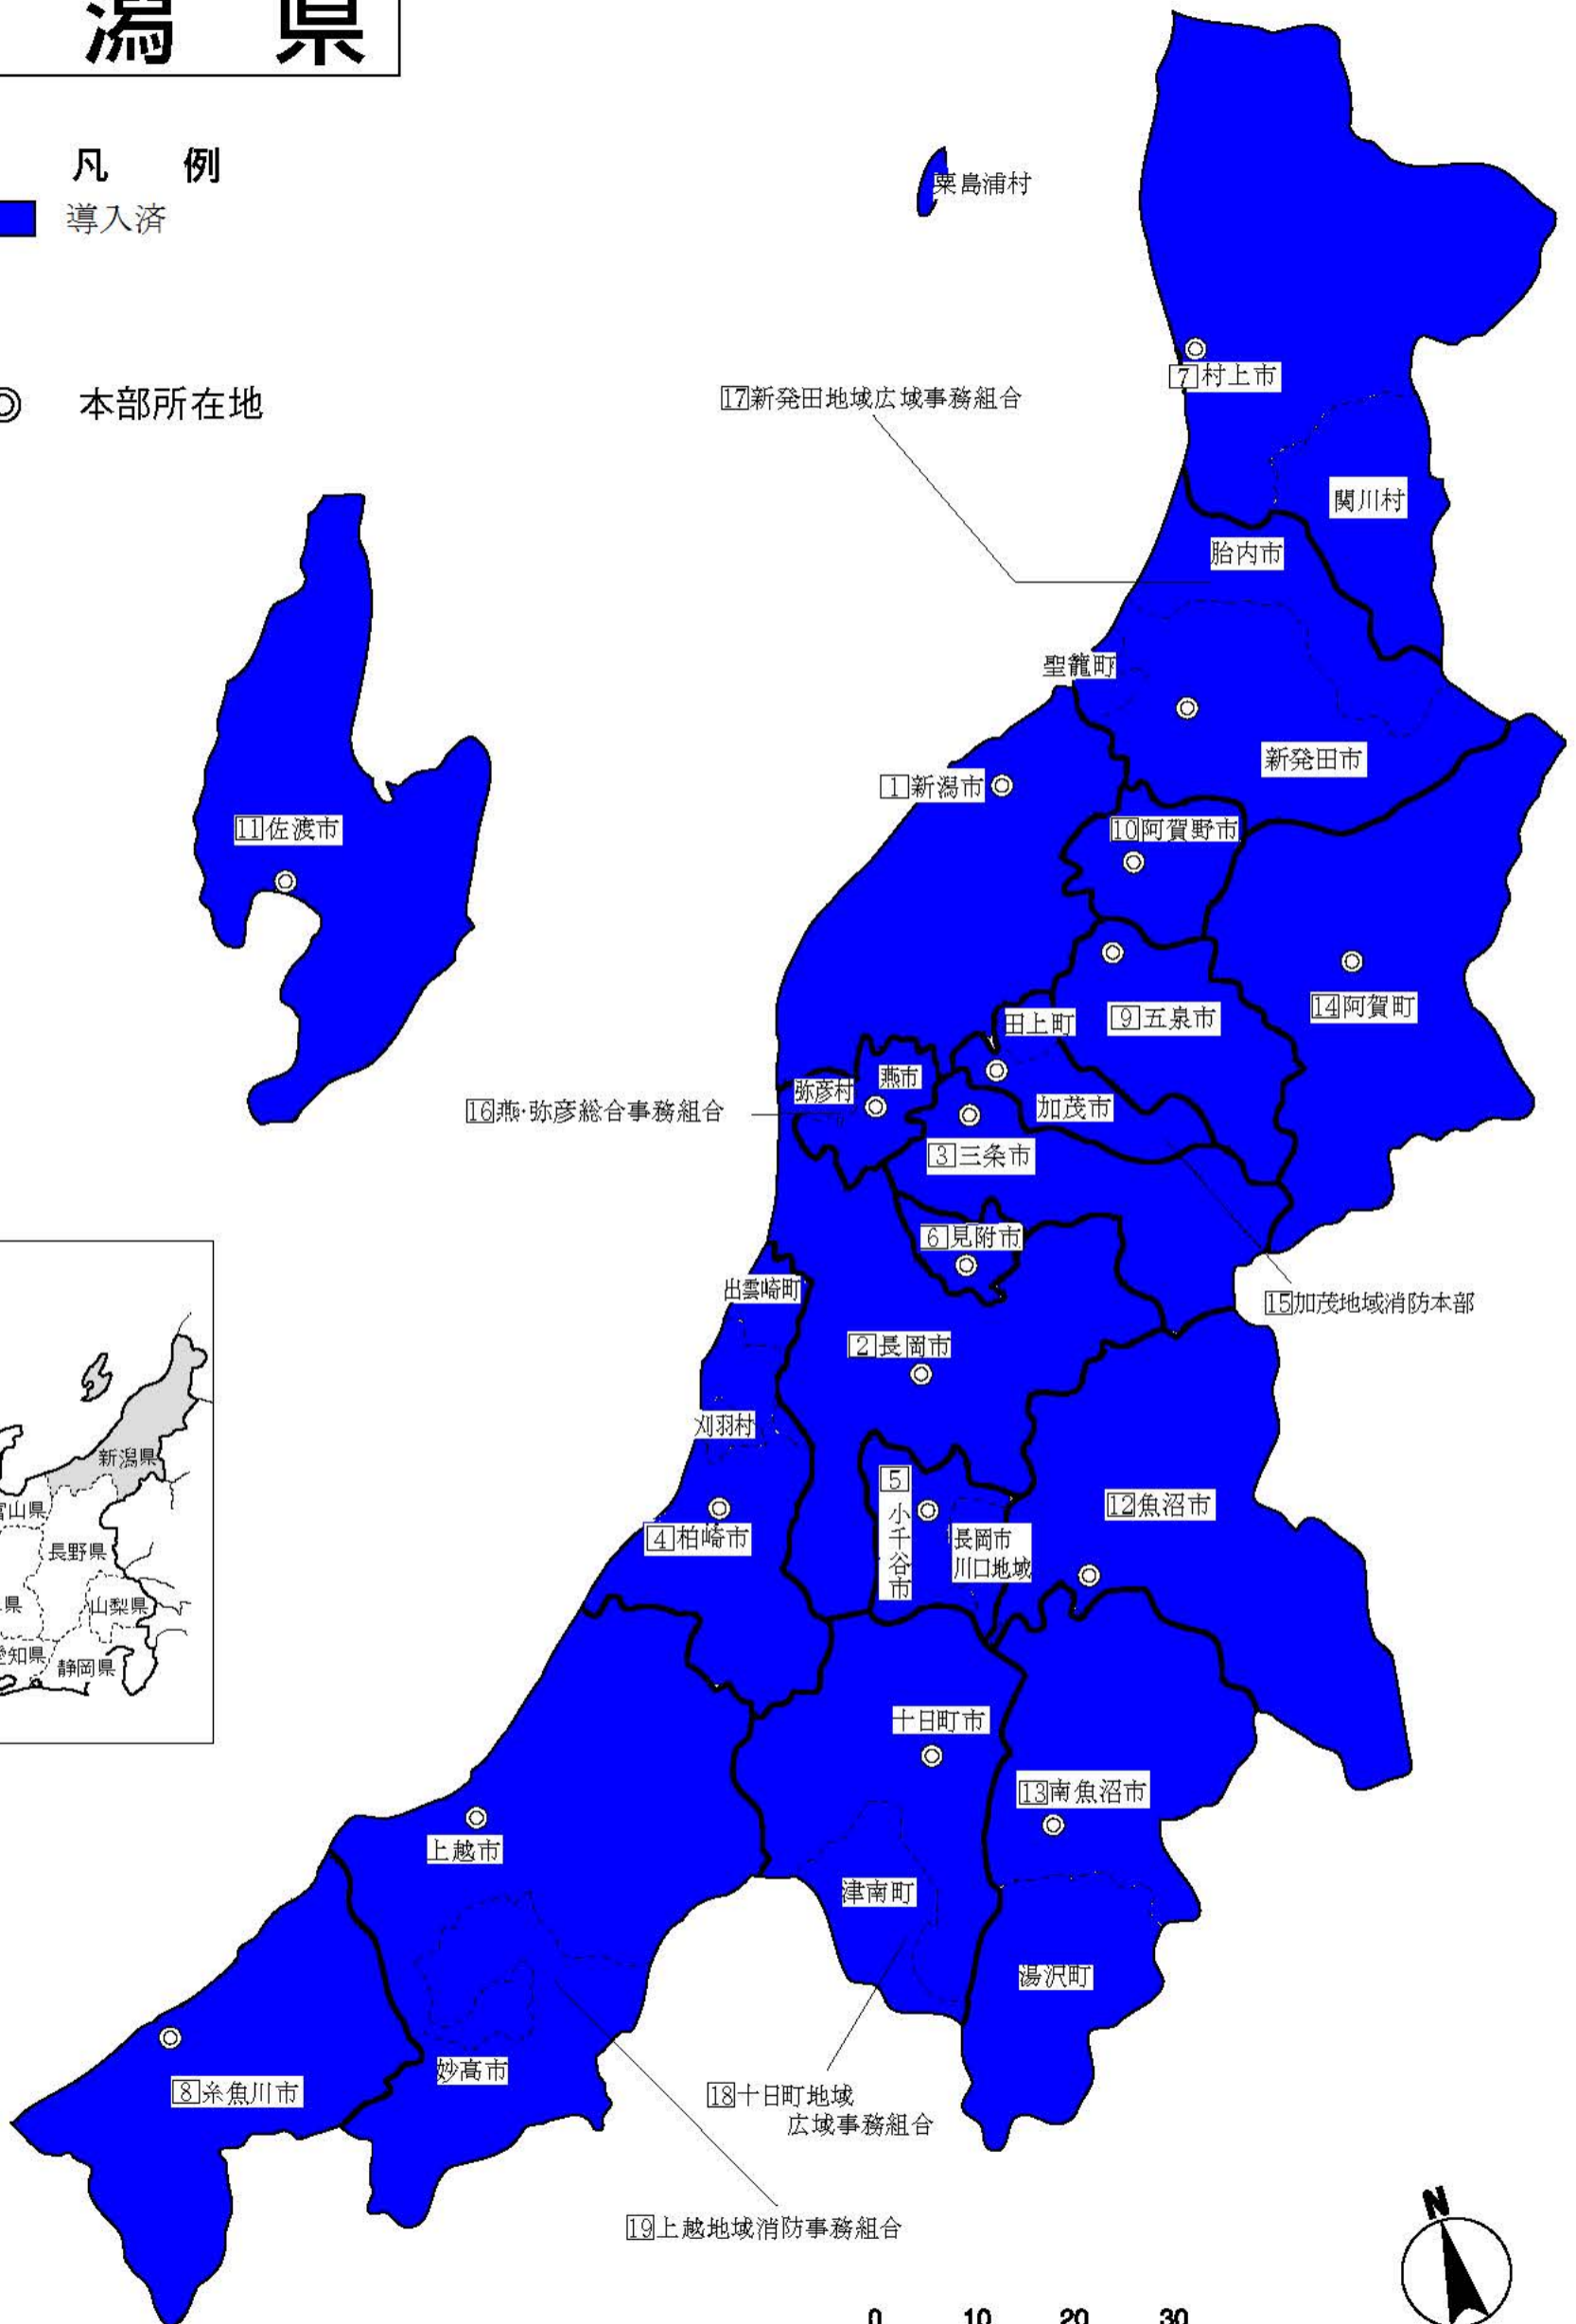 潟県
凡例
導入済
本部所在地
粟島浦村
7村上市
17新発田地域広域事務組合
関川村
胎内市
聖籠町
新発田市
1新潟市
10阿賀野市
11佐渡市
14阿賀町
9五泉市
田上町
燕市
弥彦村
加茂市
16燕・弥彦総合事務組合
3三条市
6見附市
出雲崎町
15加茂地域消防本部
2長岡市
刈羽村
5
小千谷市
長岡市
川口地域
12魚沼市
4柏崎市
新潟県
富山県
長野県
県
山梨県
愛知県
静岡県
十日町市
13南魚沼市
上越市
津南町
湯沢町
妙高市
8糸魚川市
18十日町地域
広域事務組合
19上越地域消防事務組合
N
0 10 20 30